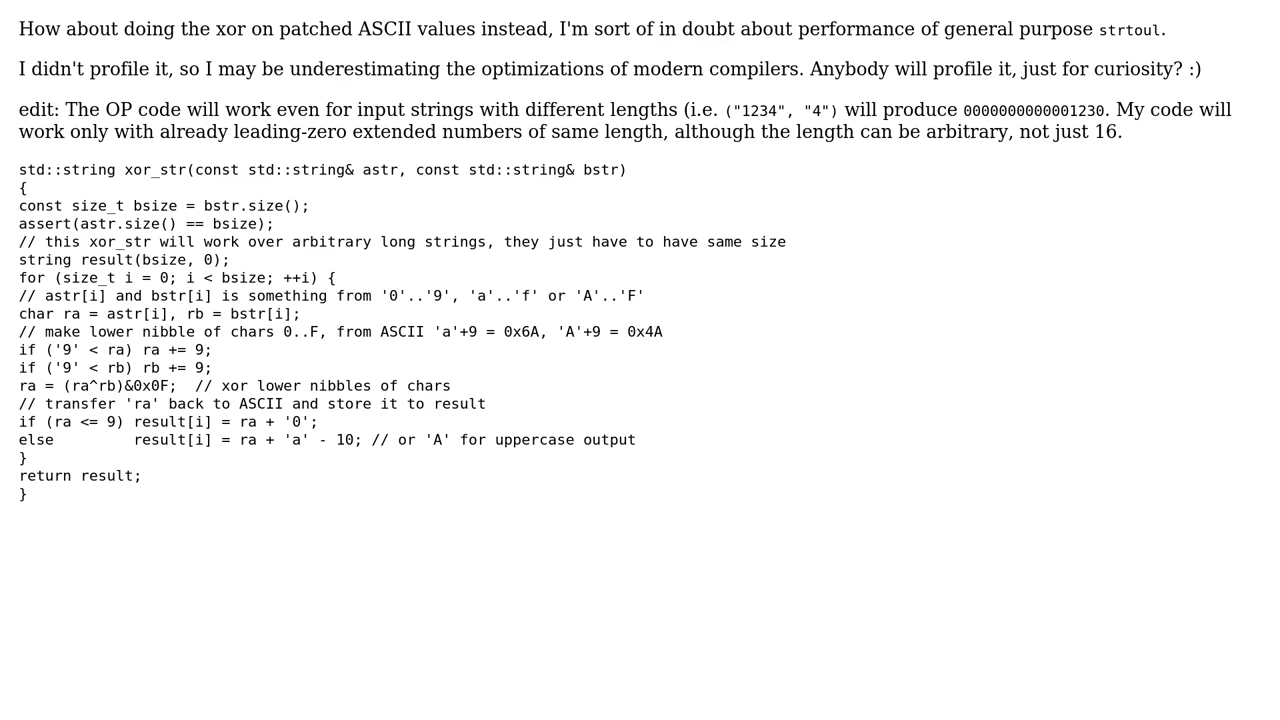 How about doing the xor on patched ASCII values instead, I'm sort of in doubt about performance of general purpose strtoul.
I didn't profile it, so I may be underestimating the optimizations of modern compilers. Anybody will profile it, just for curiosity? :)
edit: The OP code will work even for input strings with different lengths (i.e. ("1234", "4") will produce 0000000000001230. My code will
work only with already leading-zero extended numbers of same length, although the length can be arbitrary, not just 16.
std::string xor_str(const std::string& astr, const std::string& bstr)
{
const size_t bsize = bstr.size();
assert(astr.size() == bsize);
// this xor_str will work over arbitrary long strings, they just have to have same size
string result(bsize, 0);
for (size_t i = 0; i < bsize; ++i) {
// astr[i] and bstr[i] is something from '0'..'9', 'a'..'f' or 'A'..'F'
char ra = astr[i], rb = bstr[i];
// make lower nibble of chars 0..F, from ASCII 'a'+9 = 0x6A, 'A'+9 = 0x4A
if ('9' < ra) ra += 9;
if ('9' < rb) rb += 9;
ra = (ra^rb)&0x0F;  // xor lower nibbles of chars
// transfer 'ra' back to ASCII and store it to result
if (ra <= 9) result[i] = ra + '0';
else         result[i] = ra + 'a' - 10; // or 'A' for uppercase output
}
return result;
}